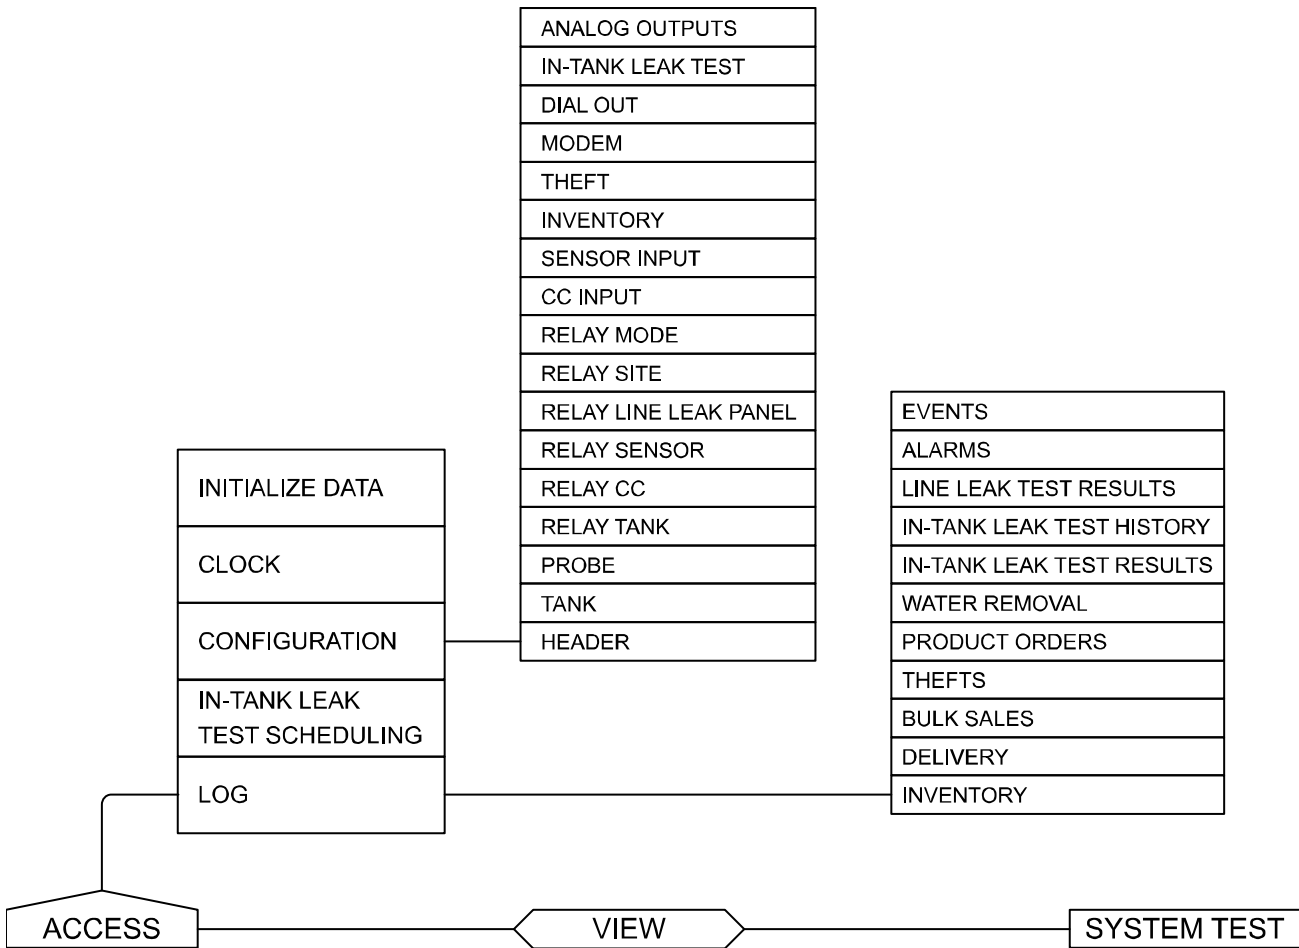 ANALOG OUTPUTS
IN-TANK LEAK TEST
DIAL OUT
MODEM
THEFT
INVENTORY
SENSOR INPUT
CC INPUT
RELAY MODE
RELAY SITE
RELAY LINE LEAK PANEL
RELAY SENSOR
RELAY CC
RELAY TANK
PROBE
TANK
HEADER
EVENTS
ALARMS
LINE LEAK TEST RESULTS
IN-TANK LEAK TEST HISTORY
IN-TANK LEAK TEST RESULTS
WATER REMOVAL
PRODUCT ORDERS
THEFTS
BULK SALES
DELIVERY
INVENTORY
INITIALIZE DATA
CLOCK
CONFIGURATION
IN-TANK LEAK
TEST SCHEDULING
LOG
ACCESS
VIEW
SYSTEM TEST